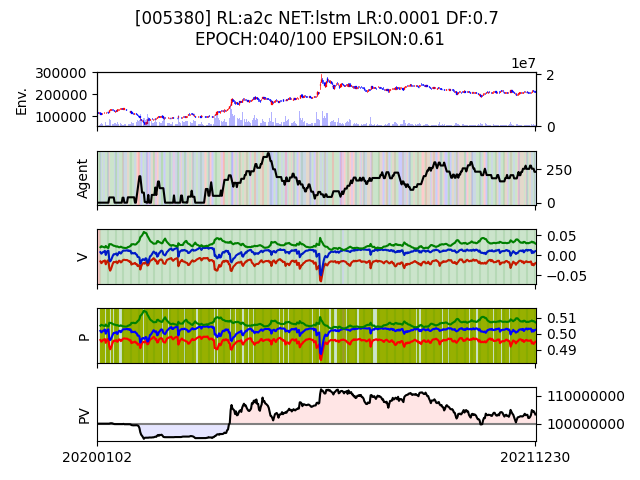 [005380] RL:a2c NET:lstm LR:0.0001 DF:0.7
EPOCH:040/100 EPSILON:0.61
1e7
300000
200000
100000
Env.
2
0
Agent
250
0
V
0.05
0.00
−0.05
P
0.51
0.50
0.49
PV
110000000
100000000
20200102
20211230